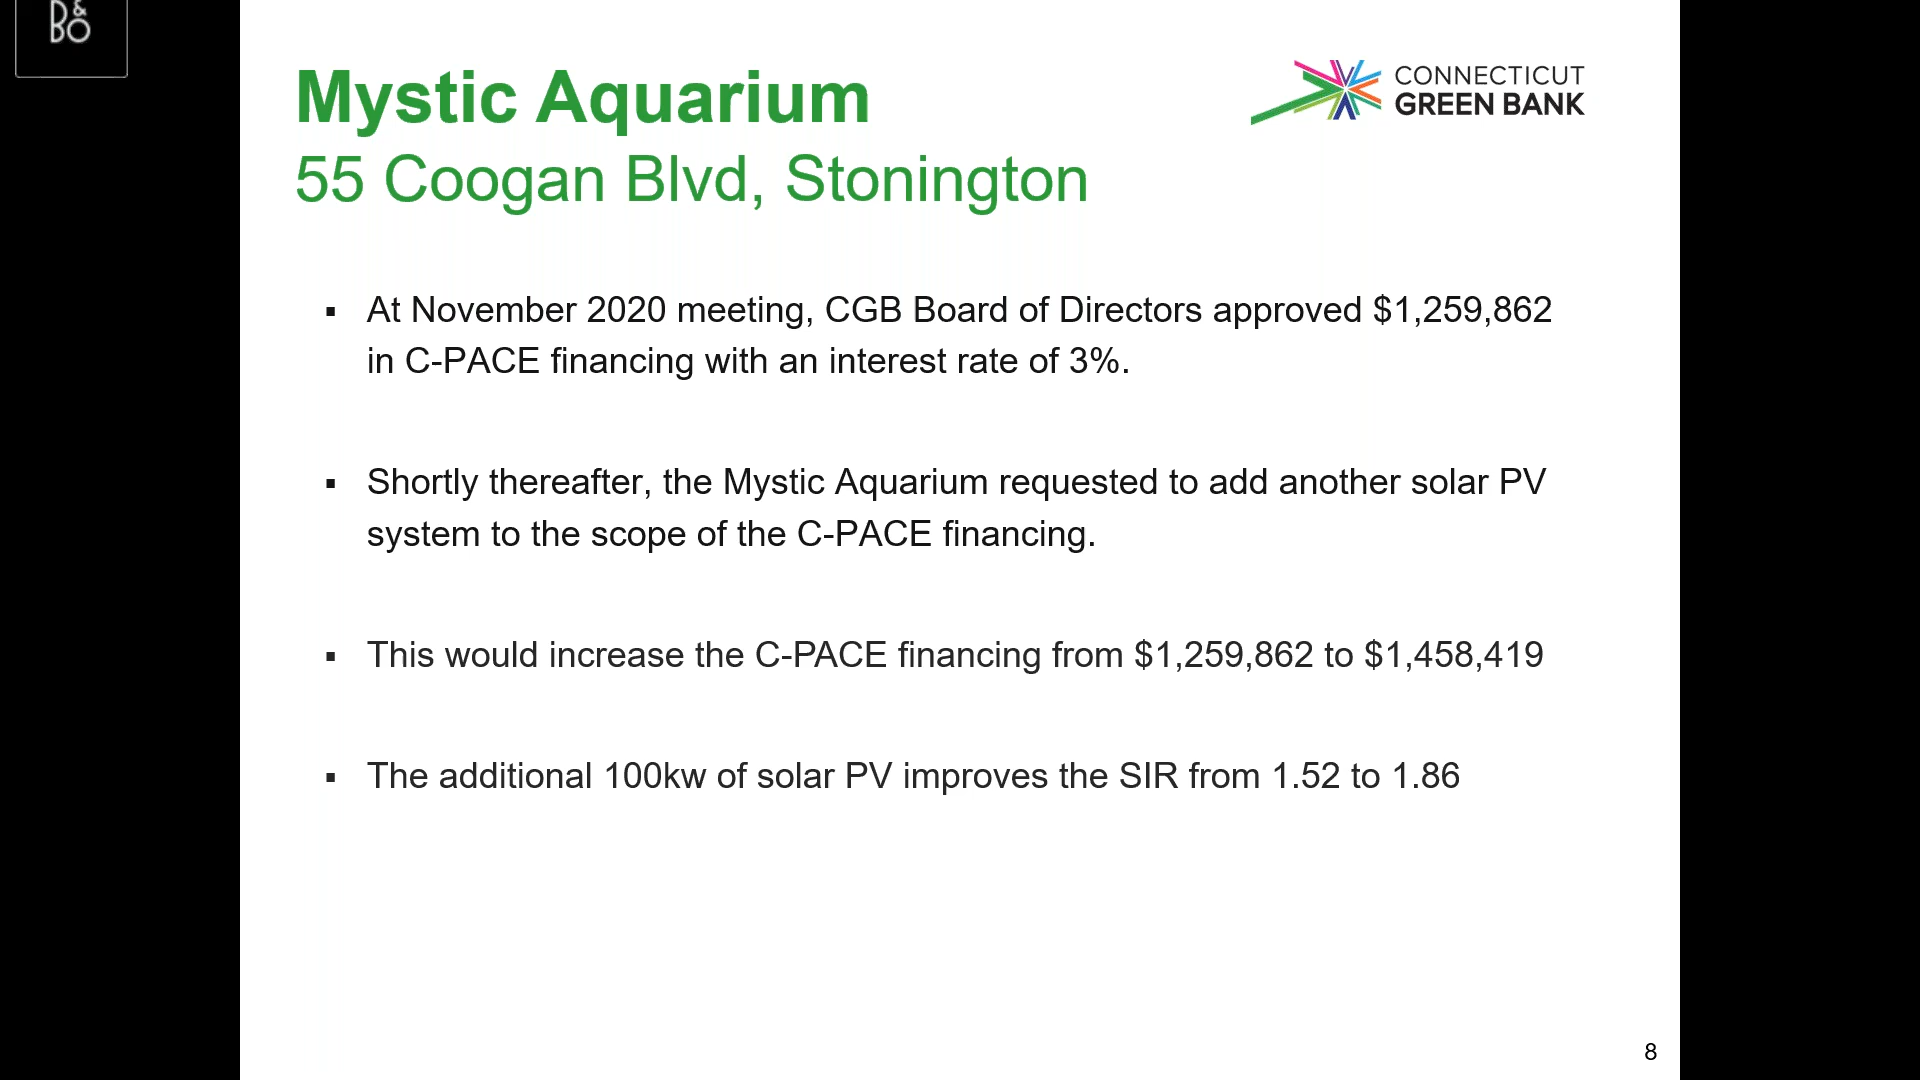 B&O
Mystic Aquarium
55 Coogan Blvd, Stonington
CONNECTICUT
GREEN BANK
▪ At November 2020 meeting, CGB Board of Directors approved $1,259,862
in C-PACE financing with an interest rate of 3%.
▪ Shortly thereafter, the Mystic Aquarium requested to add another solar PV
system to the scope of the C-PACE financing.
▪ This would increase the C-PACE financing from $1,259,862 to $1,458,419
▪ The additional 100kw of solar PV improves the SIR from 1.52 to 1.86
8